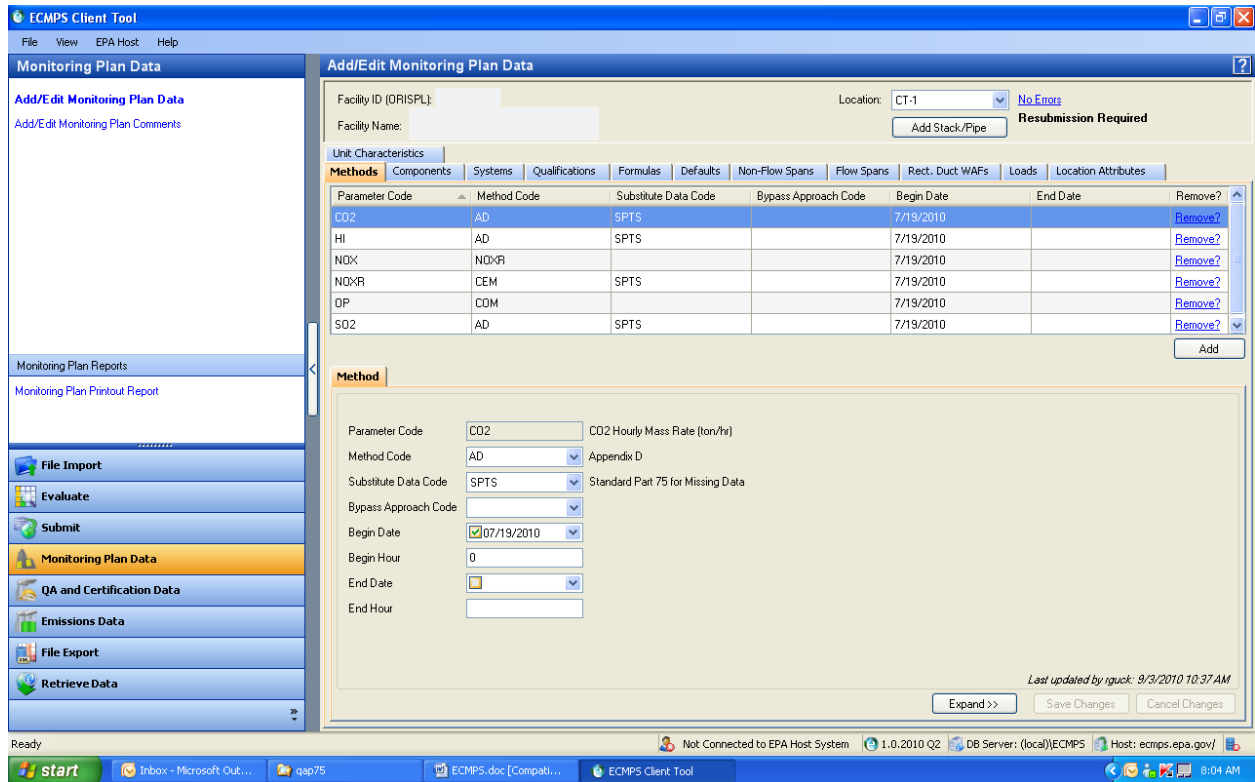 ECMPS Client Tool
File View EPA Host Help
Monitoring Plan Data
Add/Edit Monitoring Plan Data
Add/Edit Monitoring Plan Comments
Monitoring Plan Reports
Monitoring Plan Printout Report
File Import
Evaluate
Submit
Monitoring Plan Data
QA and Certification Data
Emissions Data
File Export
Retrieve Data
Add/Edit Monitoring Plan Data ?
Facility ID (ORISPL): Location: CT-1 No Errors
Facility Name: Add Stack/Pipe Resubmission Required
Unit Characteristics
Methods Components Systems Qualifications Formulas Defaults Non-Flow Spans Flow Spans Rect. Duct WAFs Loads Location Attributes
Parameter Code Method Code Substitute Data Code Bypass Approach Code Begin Date End Date Remove?
CO2 AD SPTS 7/19/2010 Remove?
HI AD SPTS 7/19/2010 Remove?
NOX NOXR 7/19/2010 Remove?
NOXR CEM SPTS 7/19/2010 Remove?
OP COM 7/19/2010 Remove?
SO2 AD SPTS 7/19/2010 Remove?
Add
Method
Parameter Code CO2 CO2 Hourly Mass Rate (ton/hr)
Method Code AD Appendix D
Substitute Data Code SPTS Standard Part 75 for Missing Data
Bypass Approach Code
Begin Date 07/19/2010
Begin Hour 0
End Date
End Hour
Last updated by rguck: 9/3/2010 10:37 AM
Expand >> Save Changes Cancel Changes
Ready Not Connected to EPA Host System 1.0.2010 Q2 DB Server: (local)\ECMPS Host: ecmps.epa.gov/
start Inbox - Microsoft Out... qap75 ECMPS.doc [Compati... ECMPS Client Tool 8:04 AM